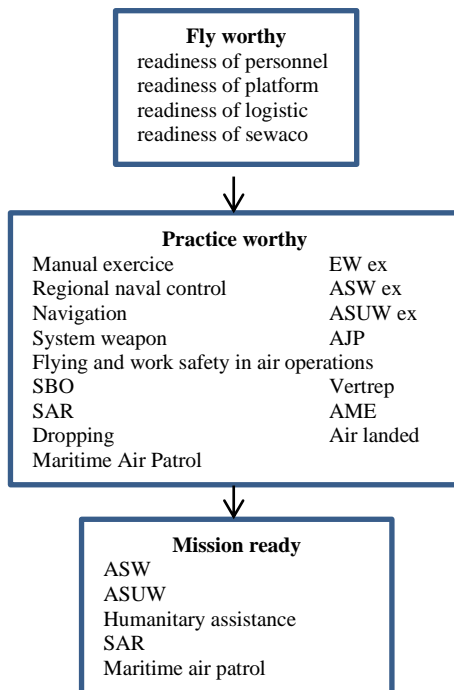 Fly worthy
readiness of personnel
readiness of platform
readiness of logistic
readiness of sewaco
Practice worthy
Manual exercice EW ex
Regional naval control ASW ex
Navigation ASUW ex
System weapon AJP
Flying and work safety in air operations
SBO Vertrep
SAR AME
Dropping Air landed
Maritime Air Patrol
Mission ready
ASW
ASUW
Humanitary assistance
SAR
Maritime air patrol